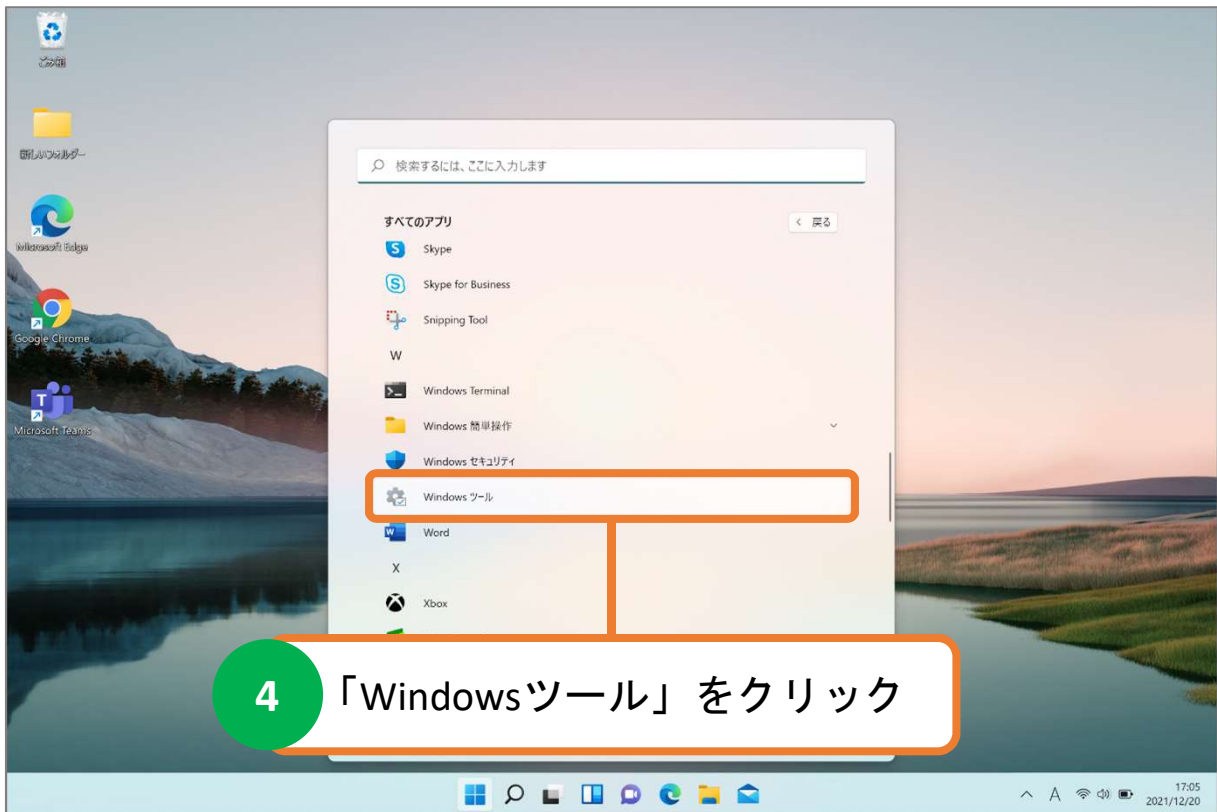 ごみ箱
新しいフォルダー
Microsoft Edge
Google Chrome
Microsoft Teams
検索するには、ここに入力します
すべてのアプリ
戻る
Skype
Skype for Business
Snipping Tool
W
Windows Terminal
Windows 簡単操作
Windows セキュリティ
Windows ツール
Word
X
Xbox
4
「Windowsツール」をクリック
A
17:05
2021/12/20